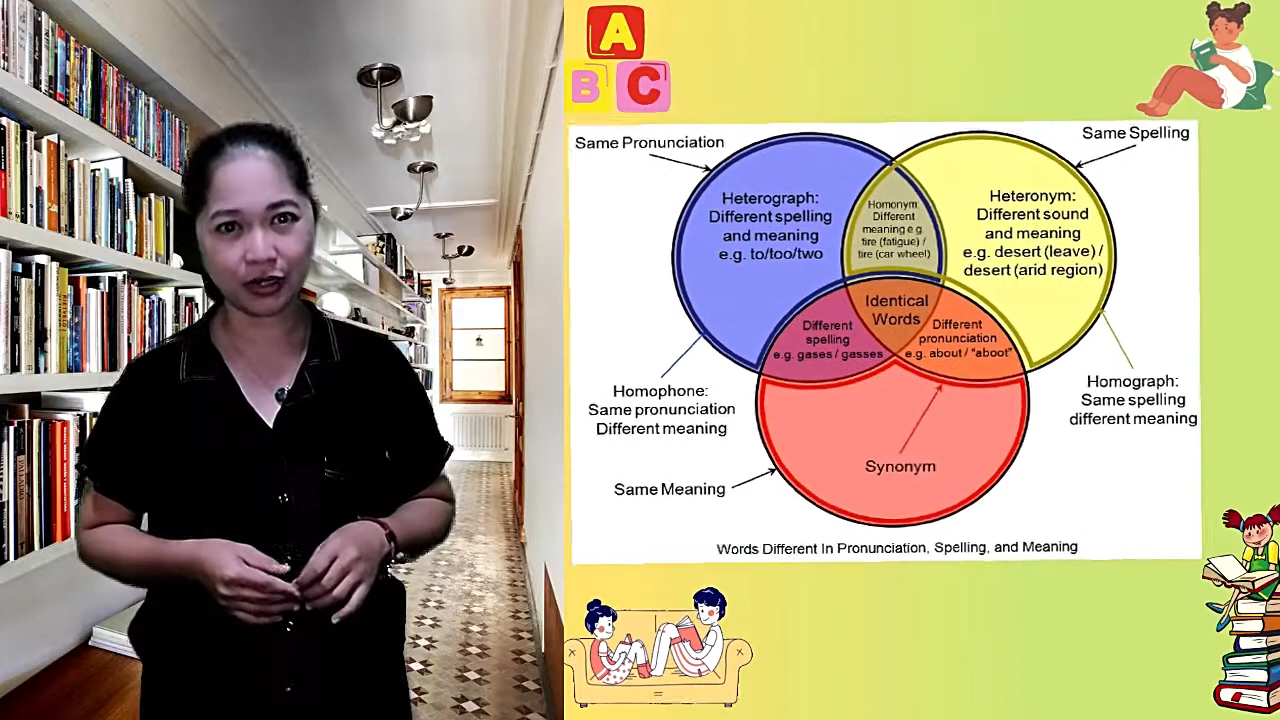 A
B C
Same Pronunciation
Same Spelling
Heterograph:
Different spelling
and meaning
e.g. to/too/two
Homonym:
Different
meaning e.g.
tire (fatigue) /
tire (car wheel)
Heteronym:
Different sound
and meaning
e.g. desert (leave) /
desert (arid region)
Identical
Words
Different
spelling
e.g. gases / gasses
Different
pronunciation
e.g. about / "aboot"
Homophone:
Same pronunciation
Different meaning
Homograph:
Same spelling
different meaning
Synonym
Same Meaning
Words Different In Pronunciation, Spelling, and Meaning